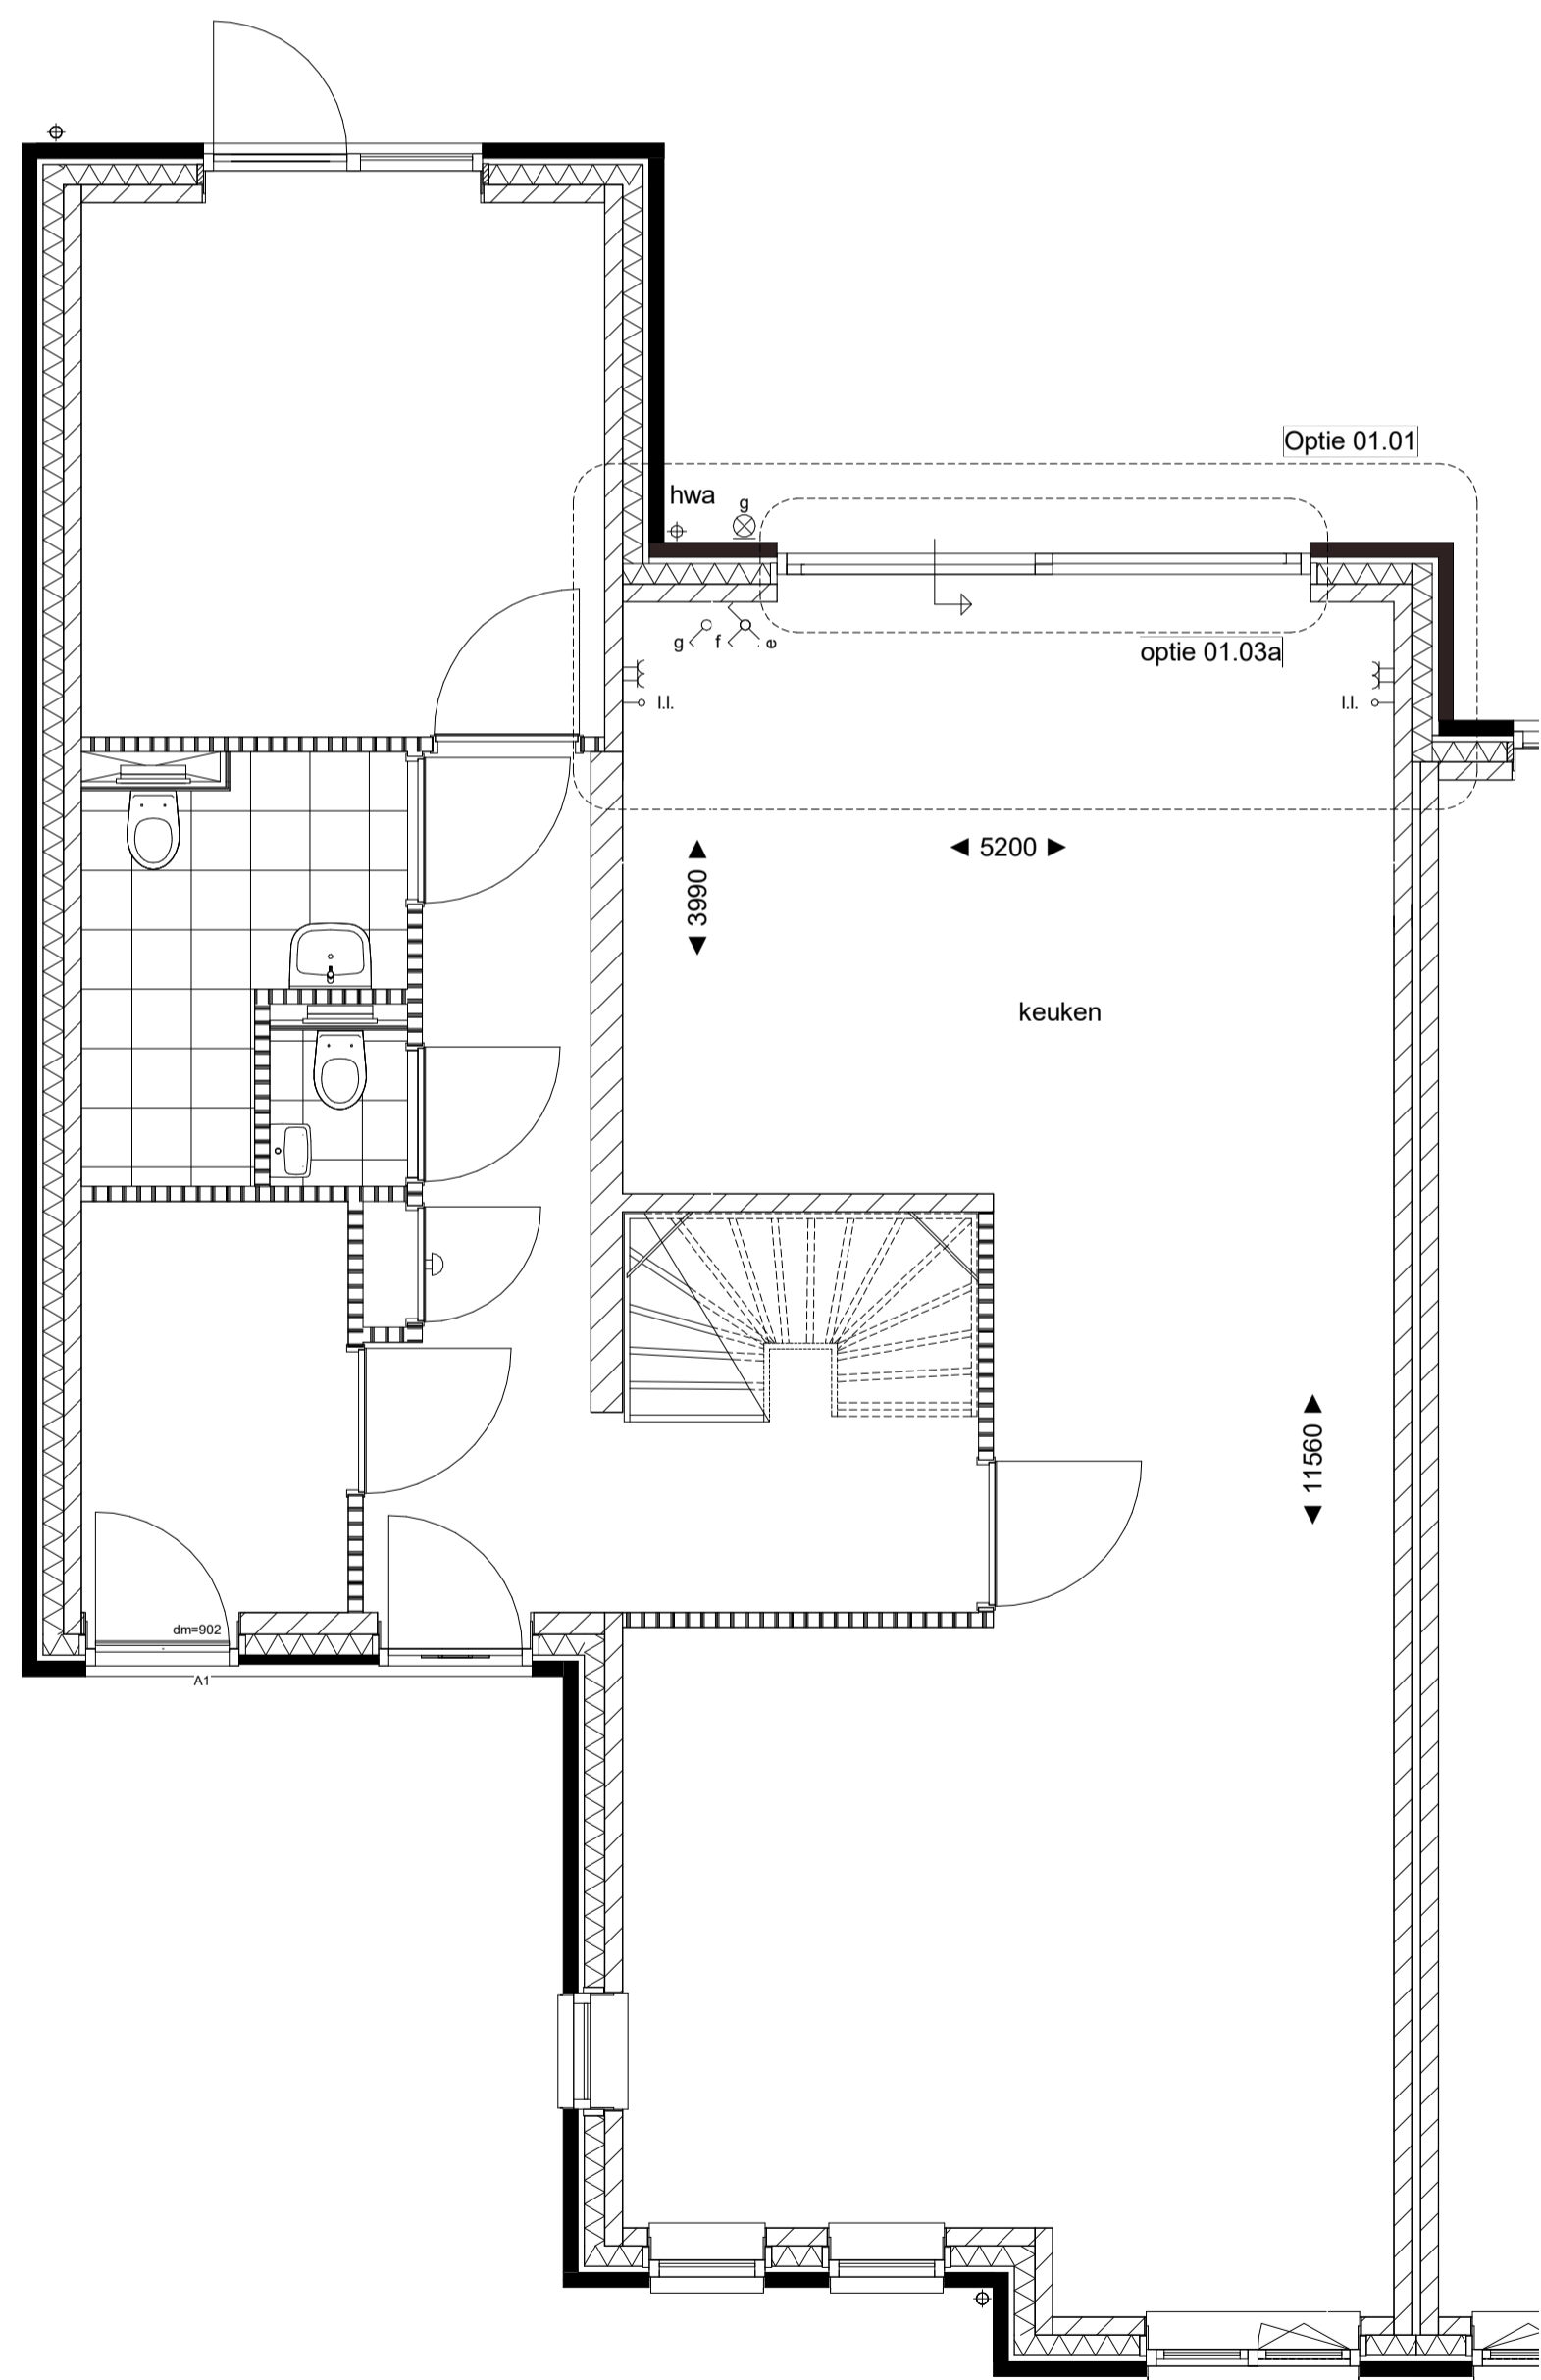 Optie 01.01
hwa
g
g
f
e
optie 01.03a
l.l.
l.l.
5200
3990
keuken
11560
dm=902
A1